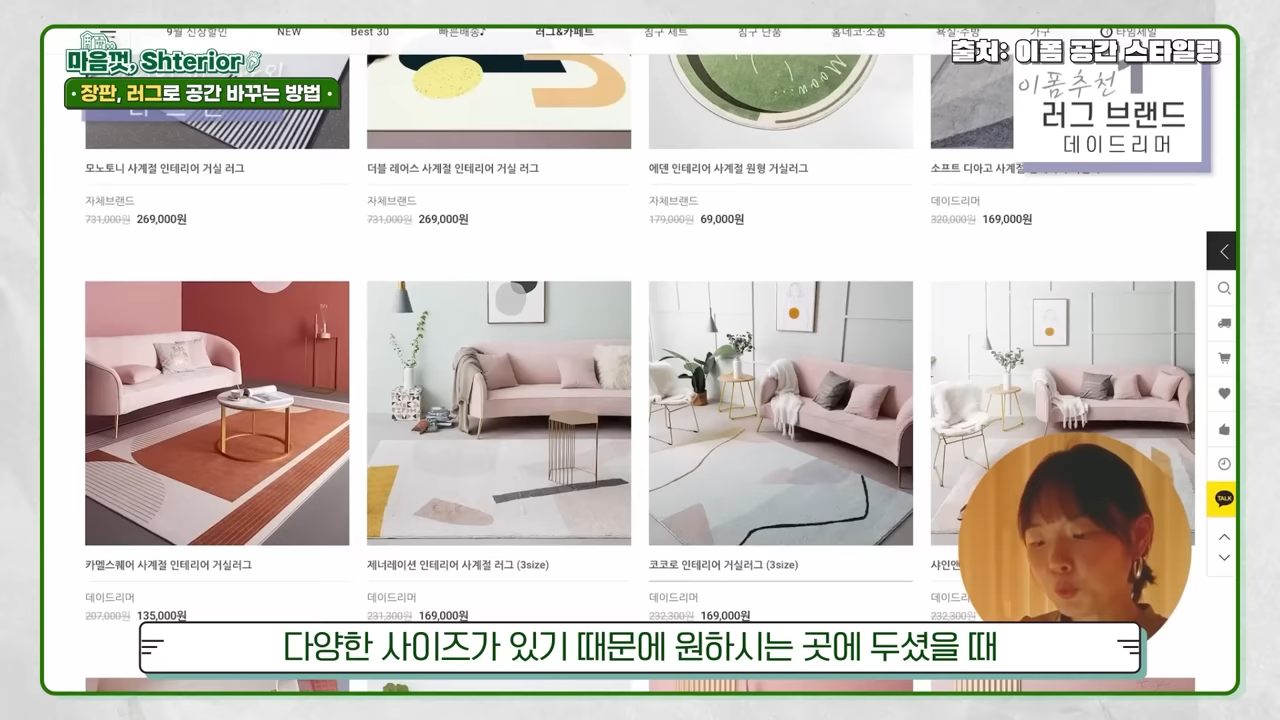 9월 신상할인 NEW Best 30 빠른배송♪ 러그&카페트 침구 세트 침구 단품 홈데코·소품 욕실·주방 가구 타임세일
마음껏, Shterior
· 장판, 러그로 공간 바꾸는 방법 ·
출처: 이폼 공간 스타일링
이폼추천
러그 브랜드
데이드리머
Moon
모노토니 사계절 인테리어 거실 러그
자체브랜드
731,000원 269,000원
더블 레어스 사계절 인테리어 거실 러그
자체브랜드
731,000원 269,000원
에덴 인테리어 사계절 원형 거실러그
자체브랜드
179,000원 69,000원
소프트 디아고 사계절
데이드리머
320,000원 169,000원
카멜스퀘어 사계절 인테리어 거실러그
데이드리머
207,000원 135,000원
제너레이션 인테리어 사계절 러그 (3size)
데이드리머
231,300원 169,000원
코코로 인테리어 거실러그 (3size)
데이드리머
232,300원 169,000원
샤인앤
데이드리
232,300원
TALK
다양한 사이즈가 있기 때문에 원하시는 곳에 두셨을 때